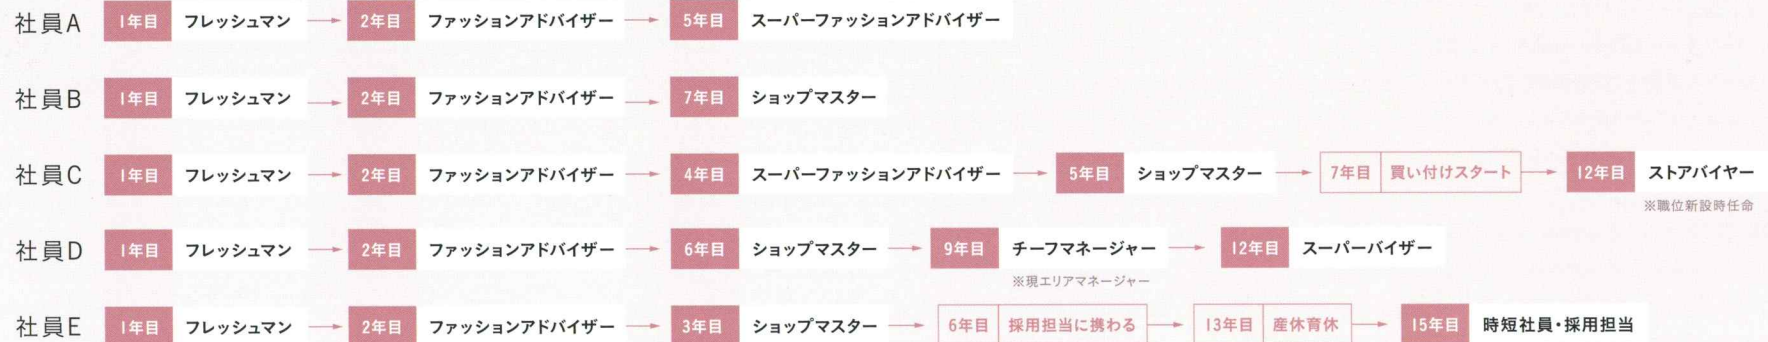 社員A 1年目 フレッシュマン → 2年目 ファッションアドバイザー → 5年目 スーパーファッションアドバイザー
社員B 1年目 フレッシュマン → 2年目 ファッションアドバイザー → 7年目 ショップマスター
社員C 1年目 フレッシュマン → 2年目 ファッションアドバイザー → 4年目 スーパーファッションアドバイザー → 5年目 ショップマスター → 7年目 買い付けスタート → 12年目 ストアバイヤー
※職位新設時任命
社員D 1年目 フレッシュマン → 2年目 ファッションアドバイザー → 6年目 ショップマスター → 9年目 チーフマネージャー → 12年目 スーパーバイザー
※現エリアマネージャー
社員E 1年目 フレッシュマン → 2年目 ファッションアドバイザー → 3年目 ショップマスター → 6年目 採用担当に携わる → 13年目 産休育休 → 15年目 時短社員・採用担当